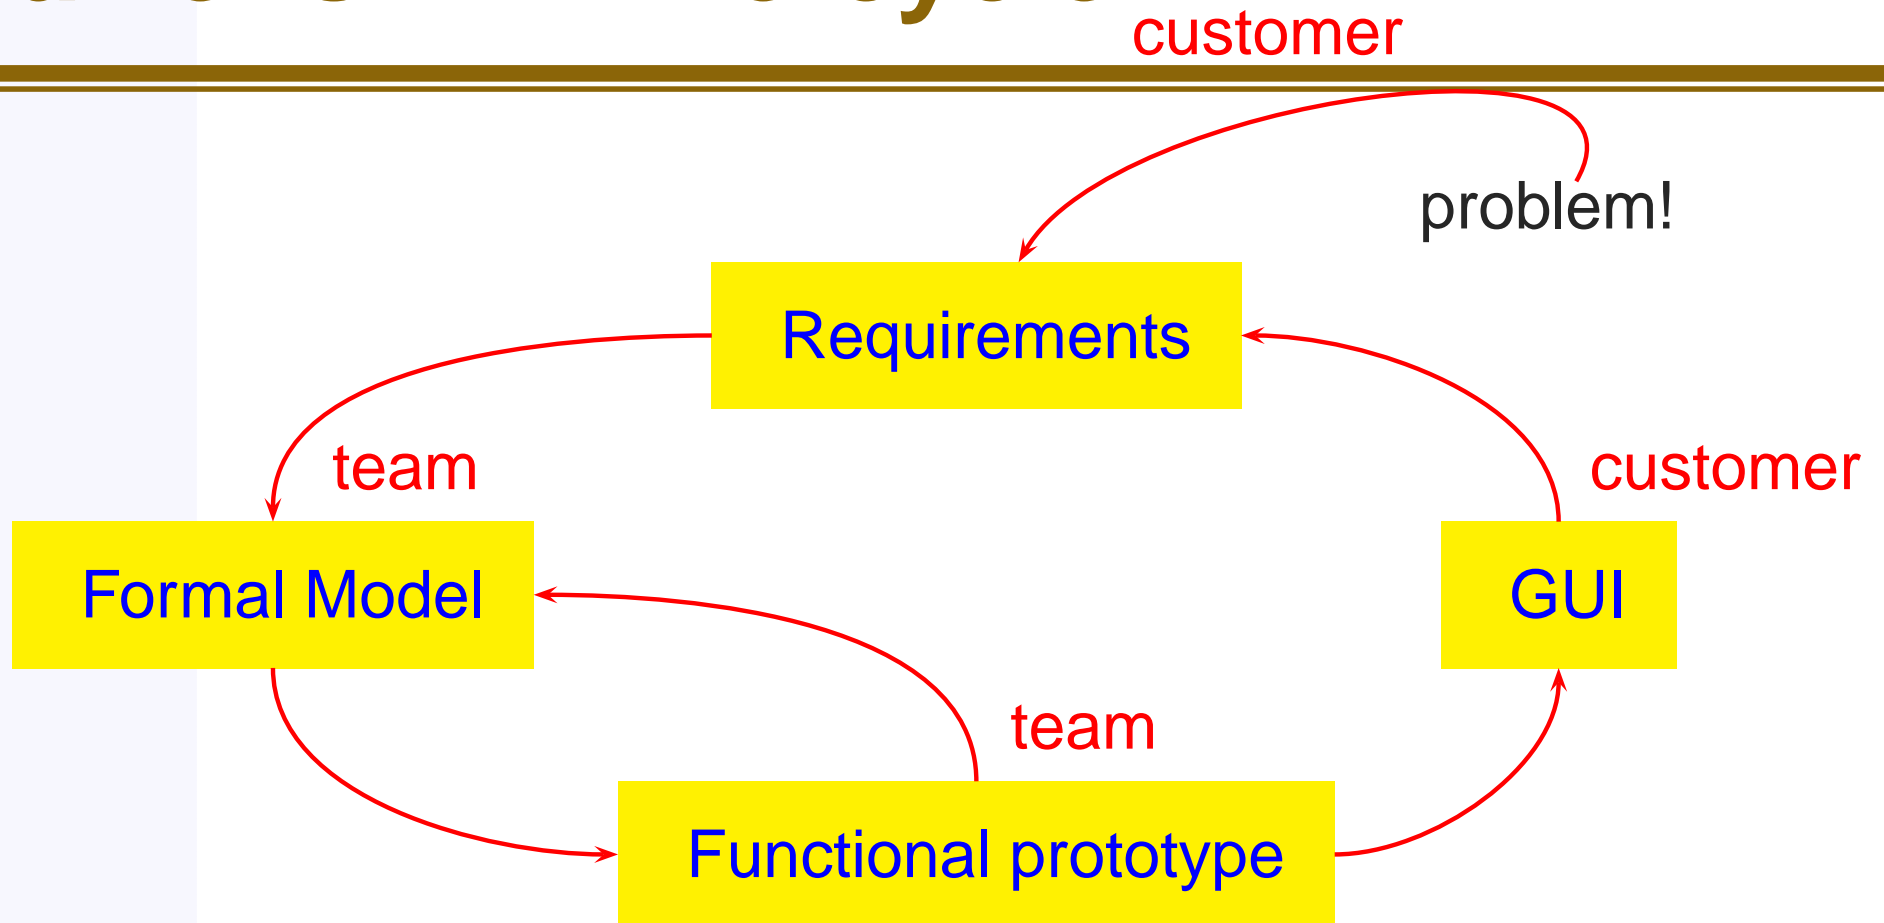 customer
problem!
Requirements
team
customer
Formal Model
GUI
team
Functional prototype